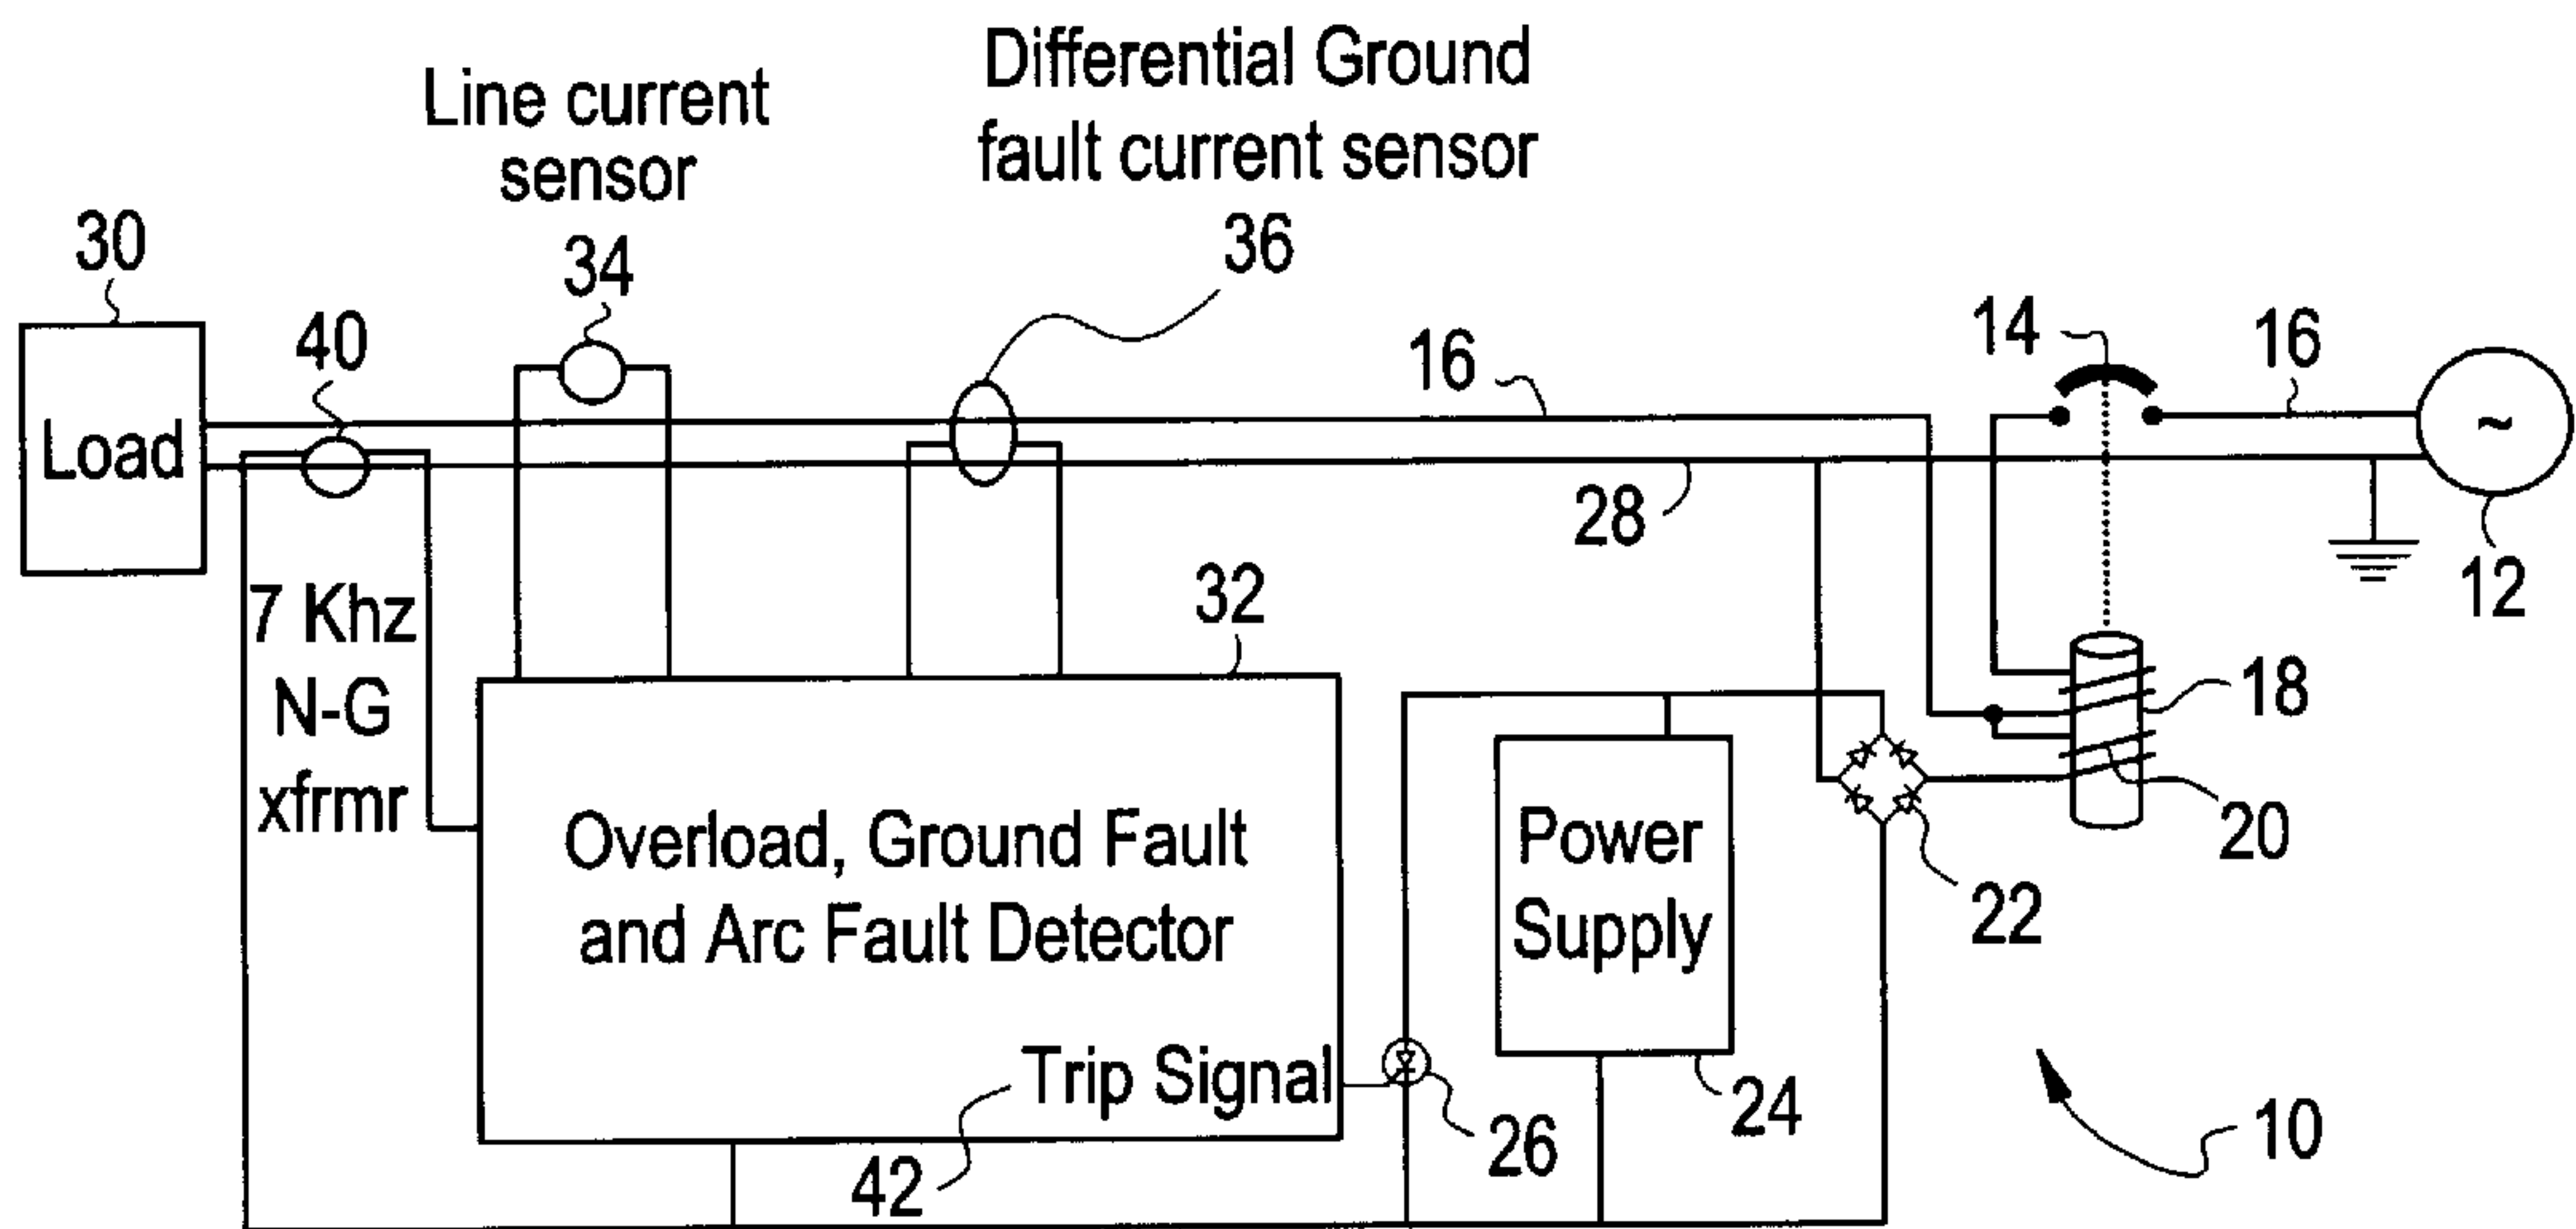 Differential Ground
fault current sensor
36
Line current
sensor
34
30
40
Load
16
14
16
~
12
28
7 Khz
N-G
xfrmr
32
18
20
22
Overload, Ground Fault
and Arc Fault Detector
Power
Supply
24
Trip Signal
42
26
10